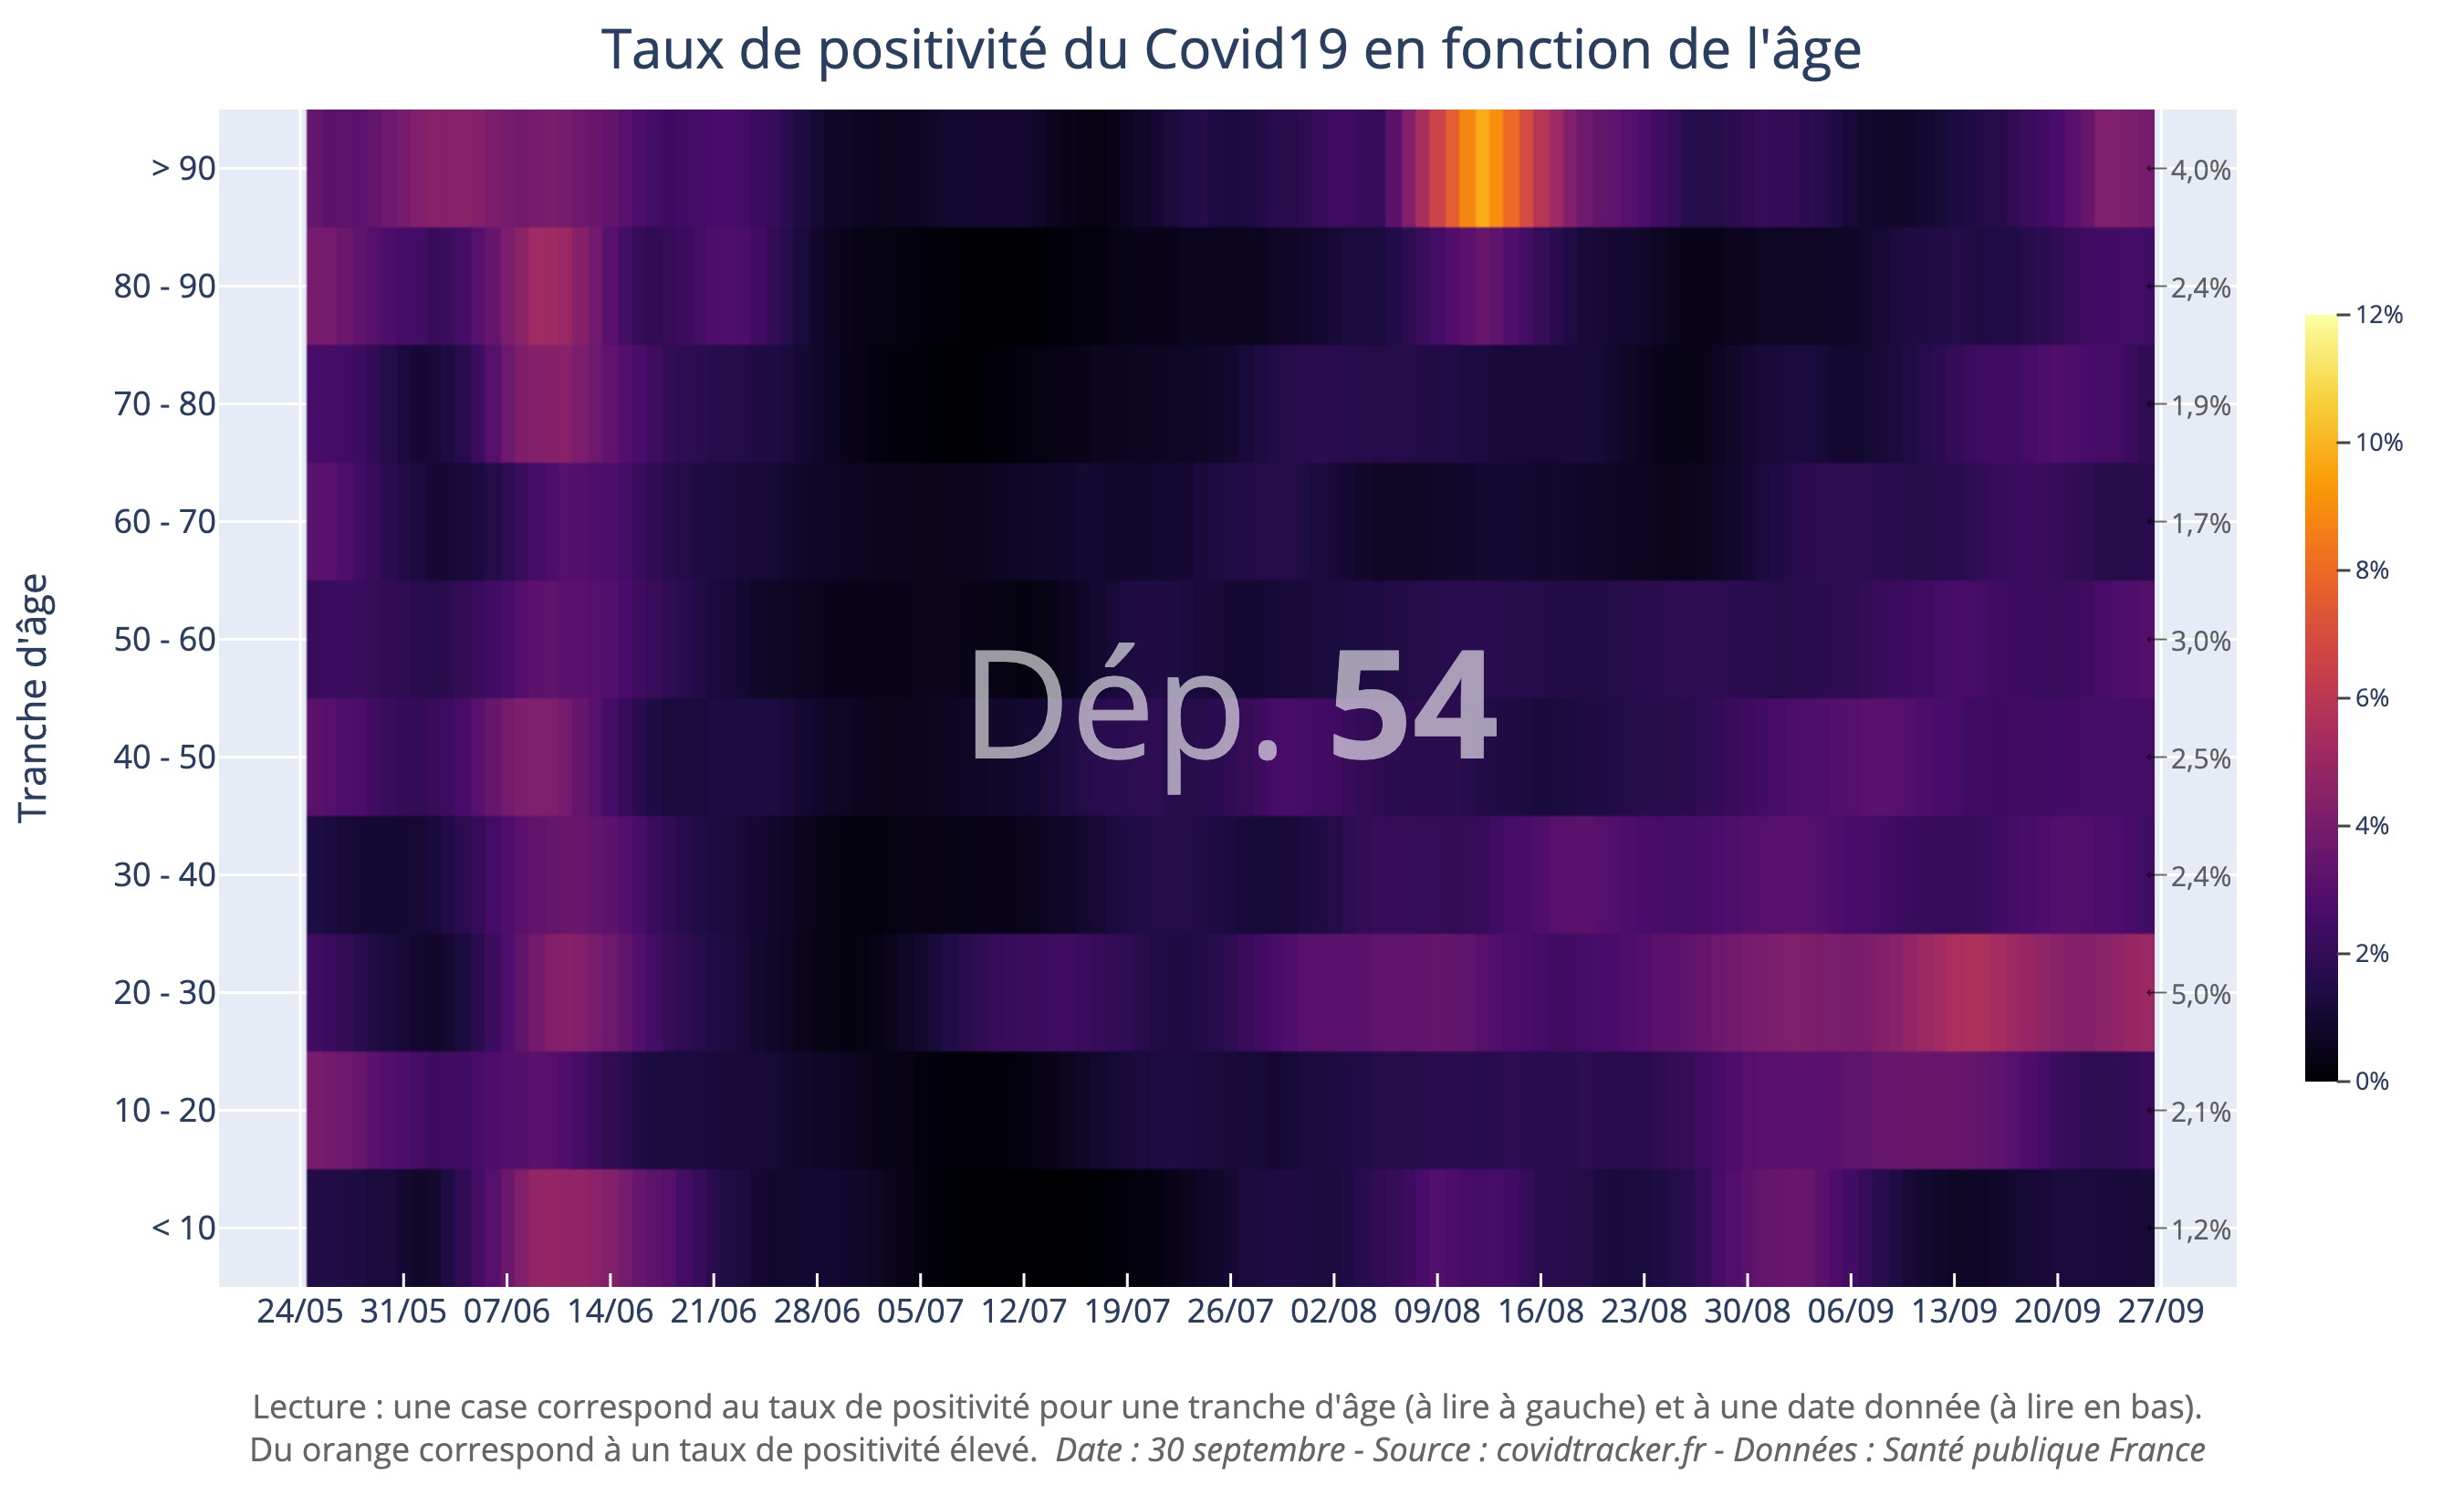 Taux de positivité du Covid19 en fonction de l'âge
Tranche d'âge
> 90
80 - 90
70 - 80
60 - 70
50 - 60
40 - 50
30 - 40
20 - 30
10 - 20
< 10
Dép. 54
4,0%
2,4%
1,9%
1,7%
3,0%
2,5%
2,4%
5,0%
2,1%
1,2%
12%
10%
8%
6%
4%
2%
0%
24/05 31/05 07/06 14/06 21/06 28/06 05/07 12/07 19/07 26/07 02/08 09/08 16/08 23/08 30/08 06/09 13/09 20/09 27/09
Lecture : une case correspond au taux de positivité pour une tranche d'âge (à lire à gauche) et à une date donnée (à lire en bas).
Du orange correspond à un taux de positivité élevé. Date : 30 septembre - Source : covidtracker.fr - Données : Santé publique France